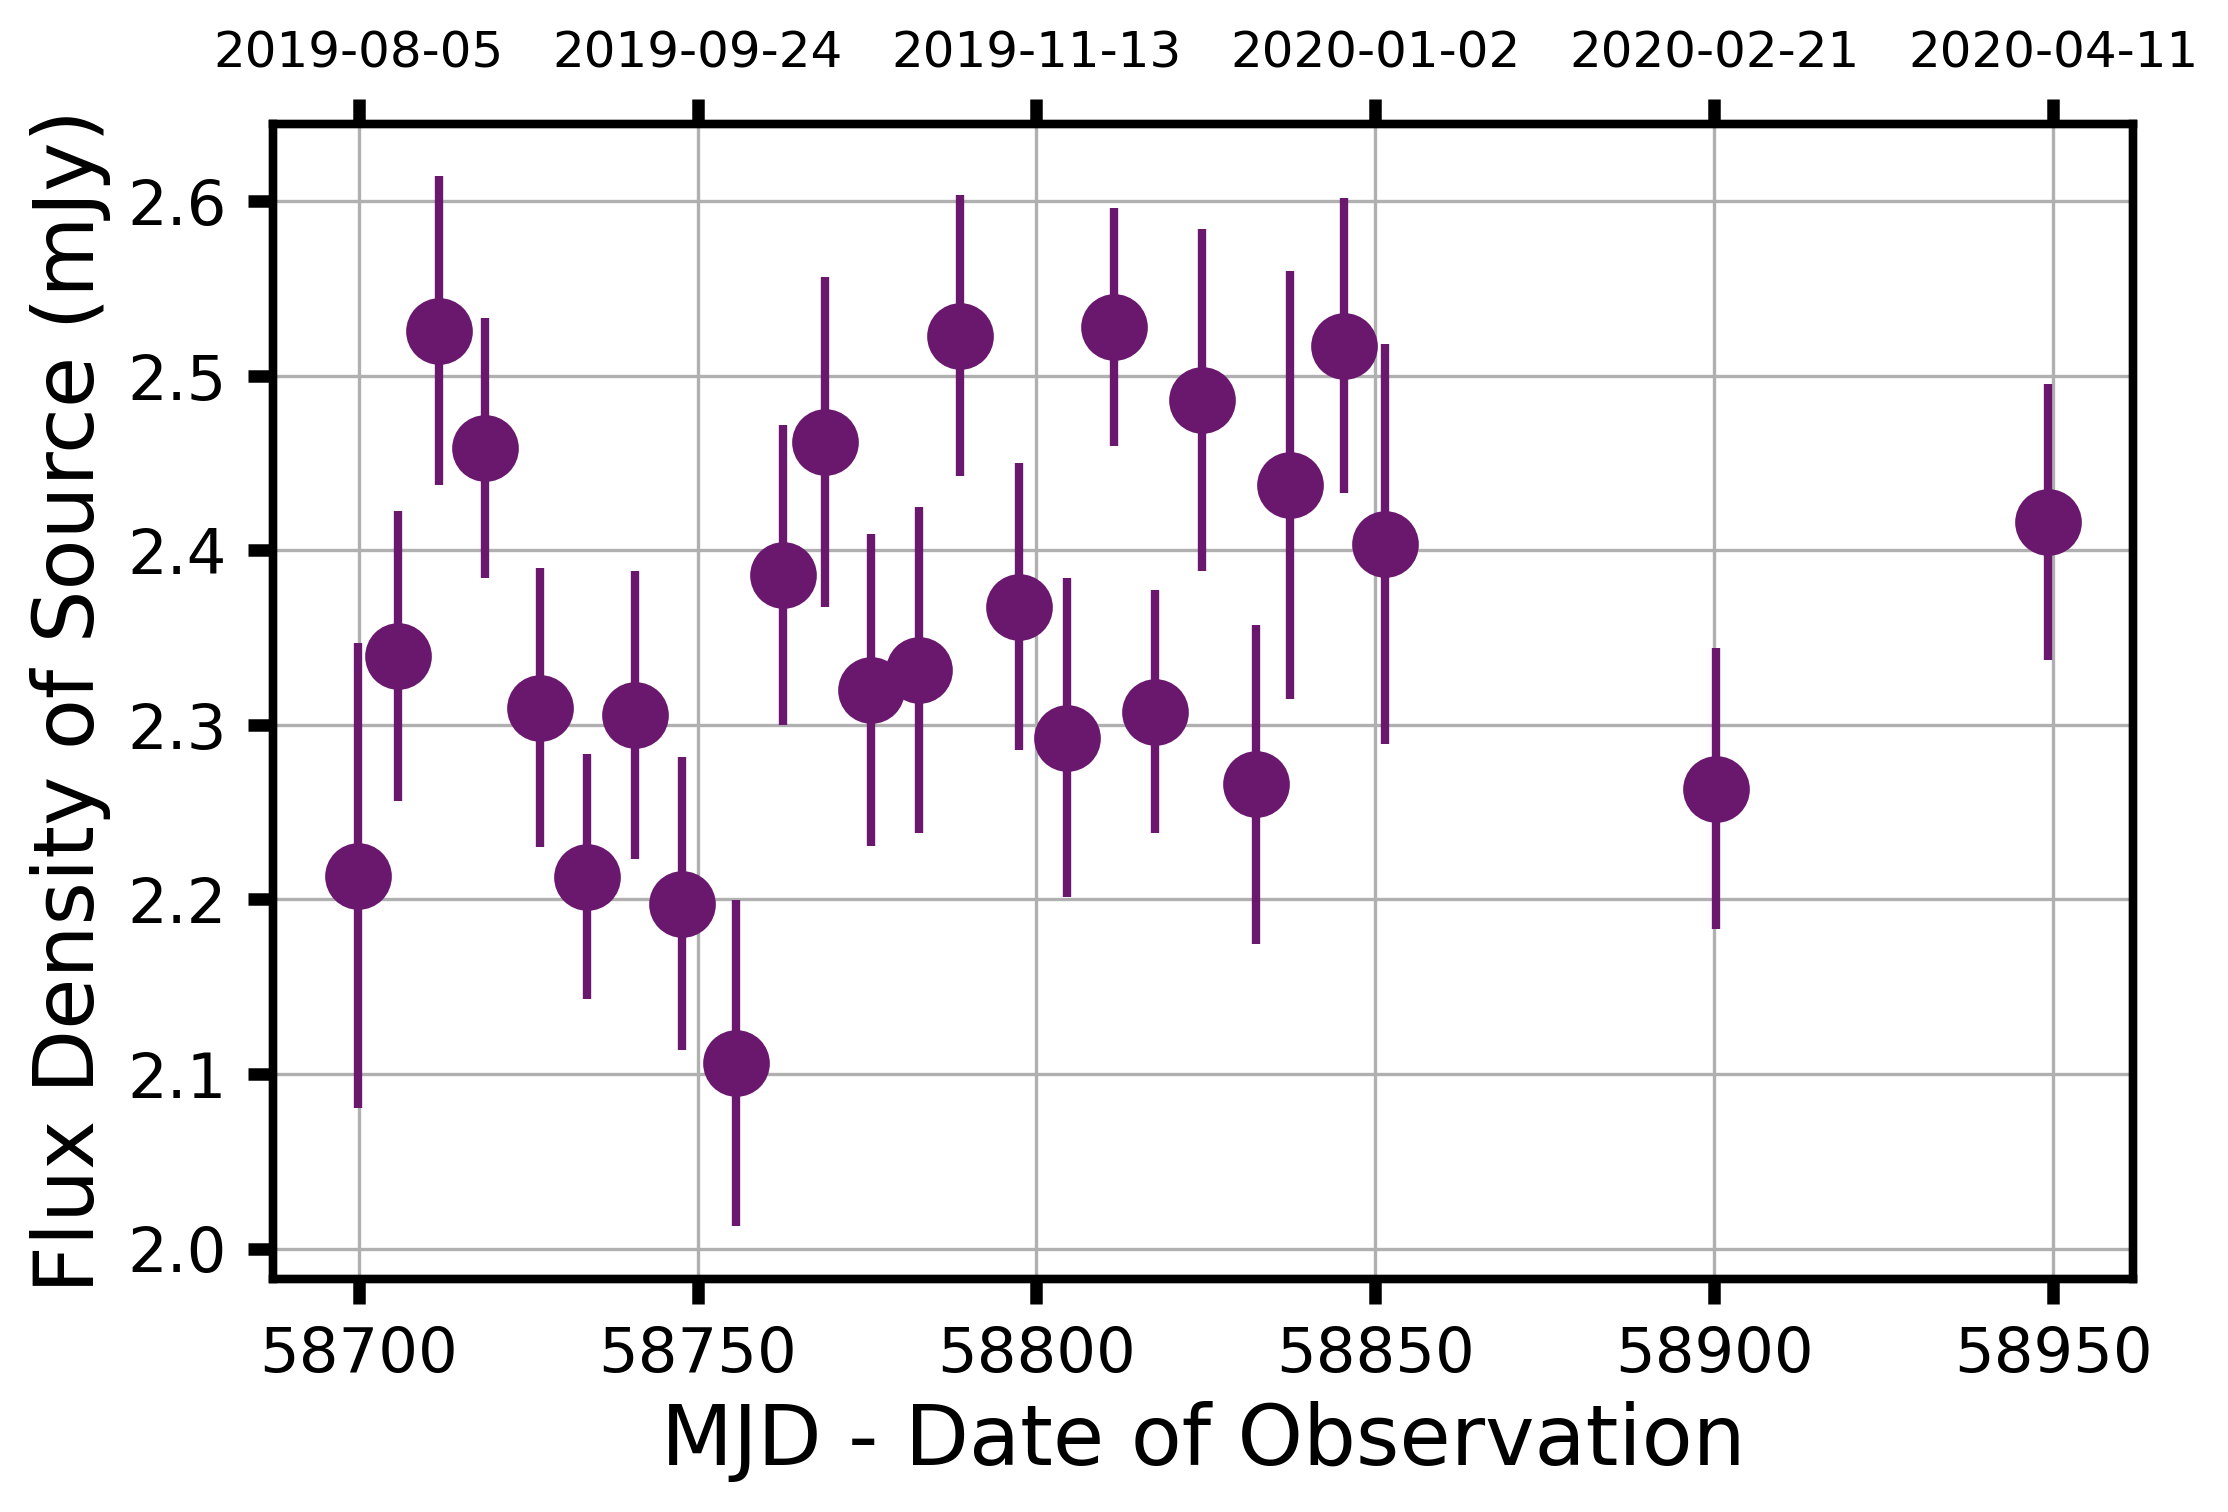 2019-08-05 2019-09-24 2019-11-13 2020-01-02 2020-02-21 2020-04-11
Flux Density of Source (mJy)
2.6
2.5
2.4
2.3
2.2
2.1
2.0
58700 58750 58800 58850 58900 58950
MJD - Date of Observation